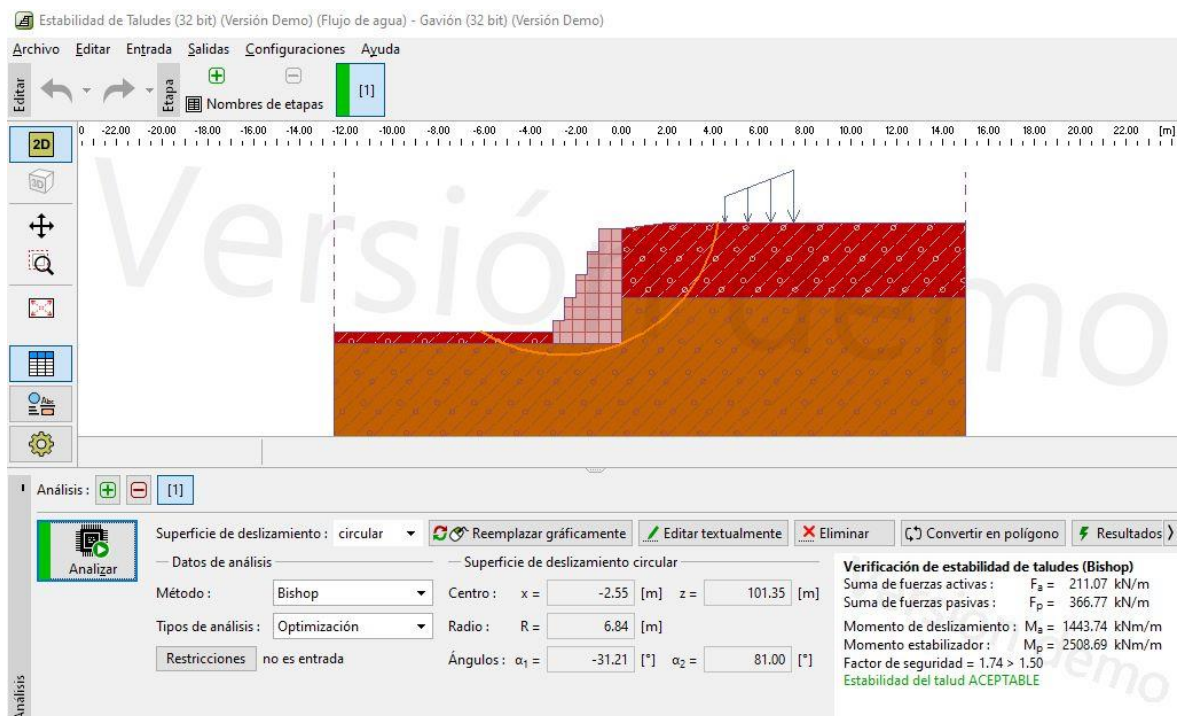 Estabilidad de Taludes (32 bit) (Versión Demo) (Flujo de agua) - Gavión (32 bit) (Versión Demo)
Archivo Editar Entrada Salidas Configuraciones Ayuda
Editar
Etapa
Nombres de etapas
[1]
2D
0 -22.00 -20.00 -18.00 -16.00 -14.00 -12.00 -10.00 -8.00 -6.00 -4.00 -2.00 0.00 2.00 4.00 6.00 8.00 10.00 12.00 14.00 16.00 18.00 20.00 22.00 [m]
3D
Versión demo
Abc
Análisis : [1]
Analizar
Superficie de deslizamiento : circular Reemplazar gráficamente Editar textualmente Eliminar Convertir en polígono Resultados
Datos de análisis
Método : Bishop
Tipos de análisis : Optimización
Restricciones no es entrada
Superficie de deslizamiento circular
Centro : x = -2.55 [m] z = 101.35 [m]
Radio : R = 6.84 [m]
Ángulos : α1 = -31.21 [°] α2 = 81.00 [°]
Verificación de estabilidad de taludes (Bishop)
Suma de fuerzas activas : Fa = 211.07 kN/m
Suma de fuerzas pasivas : Fp = 366.77 kN/m
Momento de deslizamiento : Ma = 1443.74 kNm/m
Momento estabilizador : Mp = 2508.69 kNm/m
Factor de seguridad = 1.74 > 1.50
Estabilidad del talud ACEPTABLE
Versión demo
Análisis